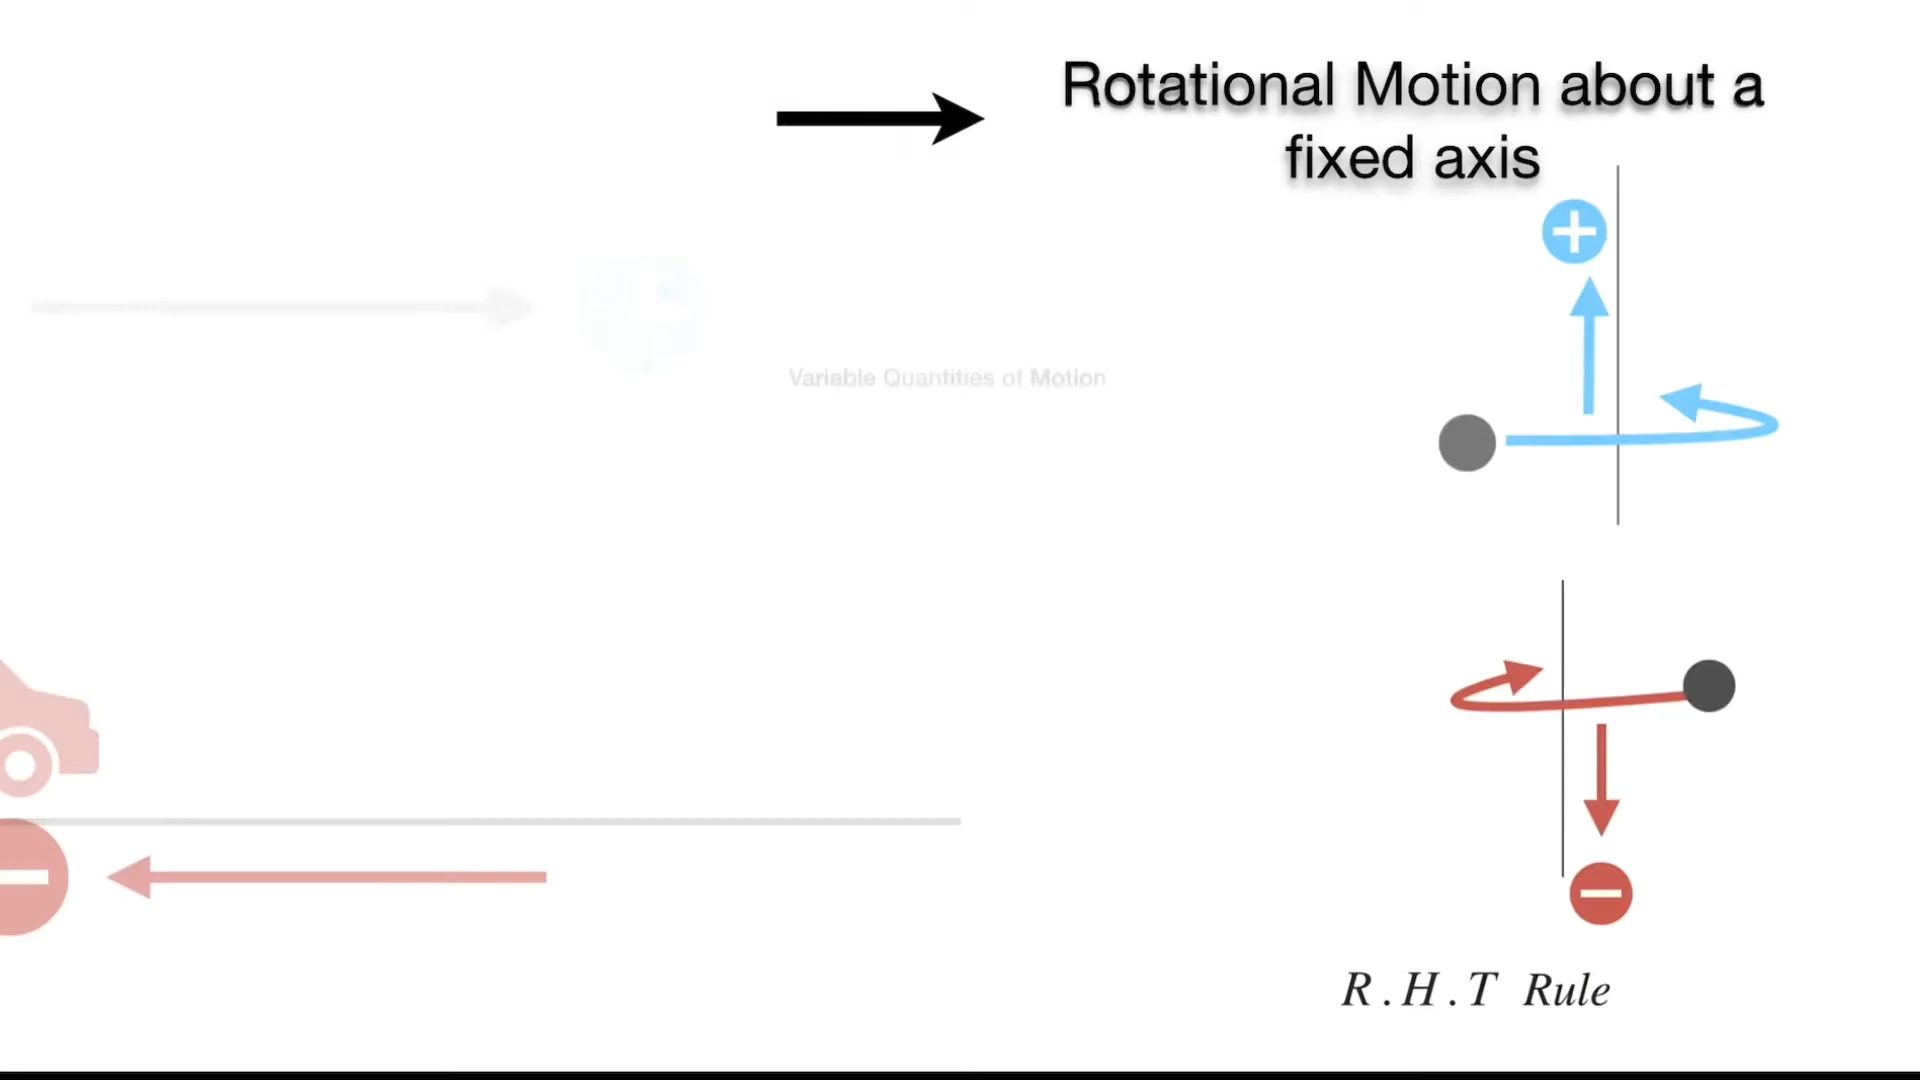 Rotational Motion about a
fixed axis
Variable Quantities of Motion
R.H.T Rule